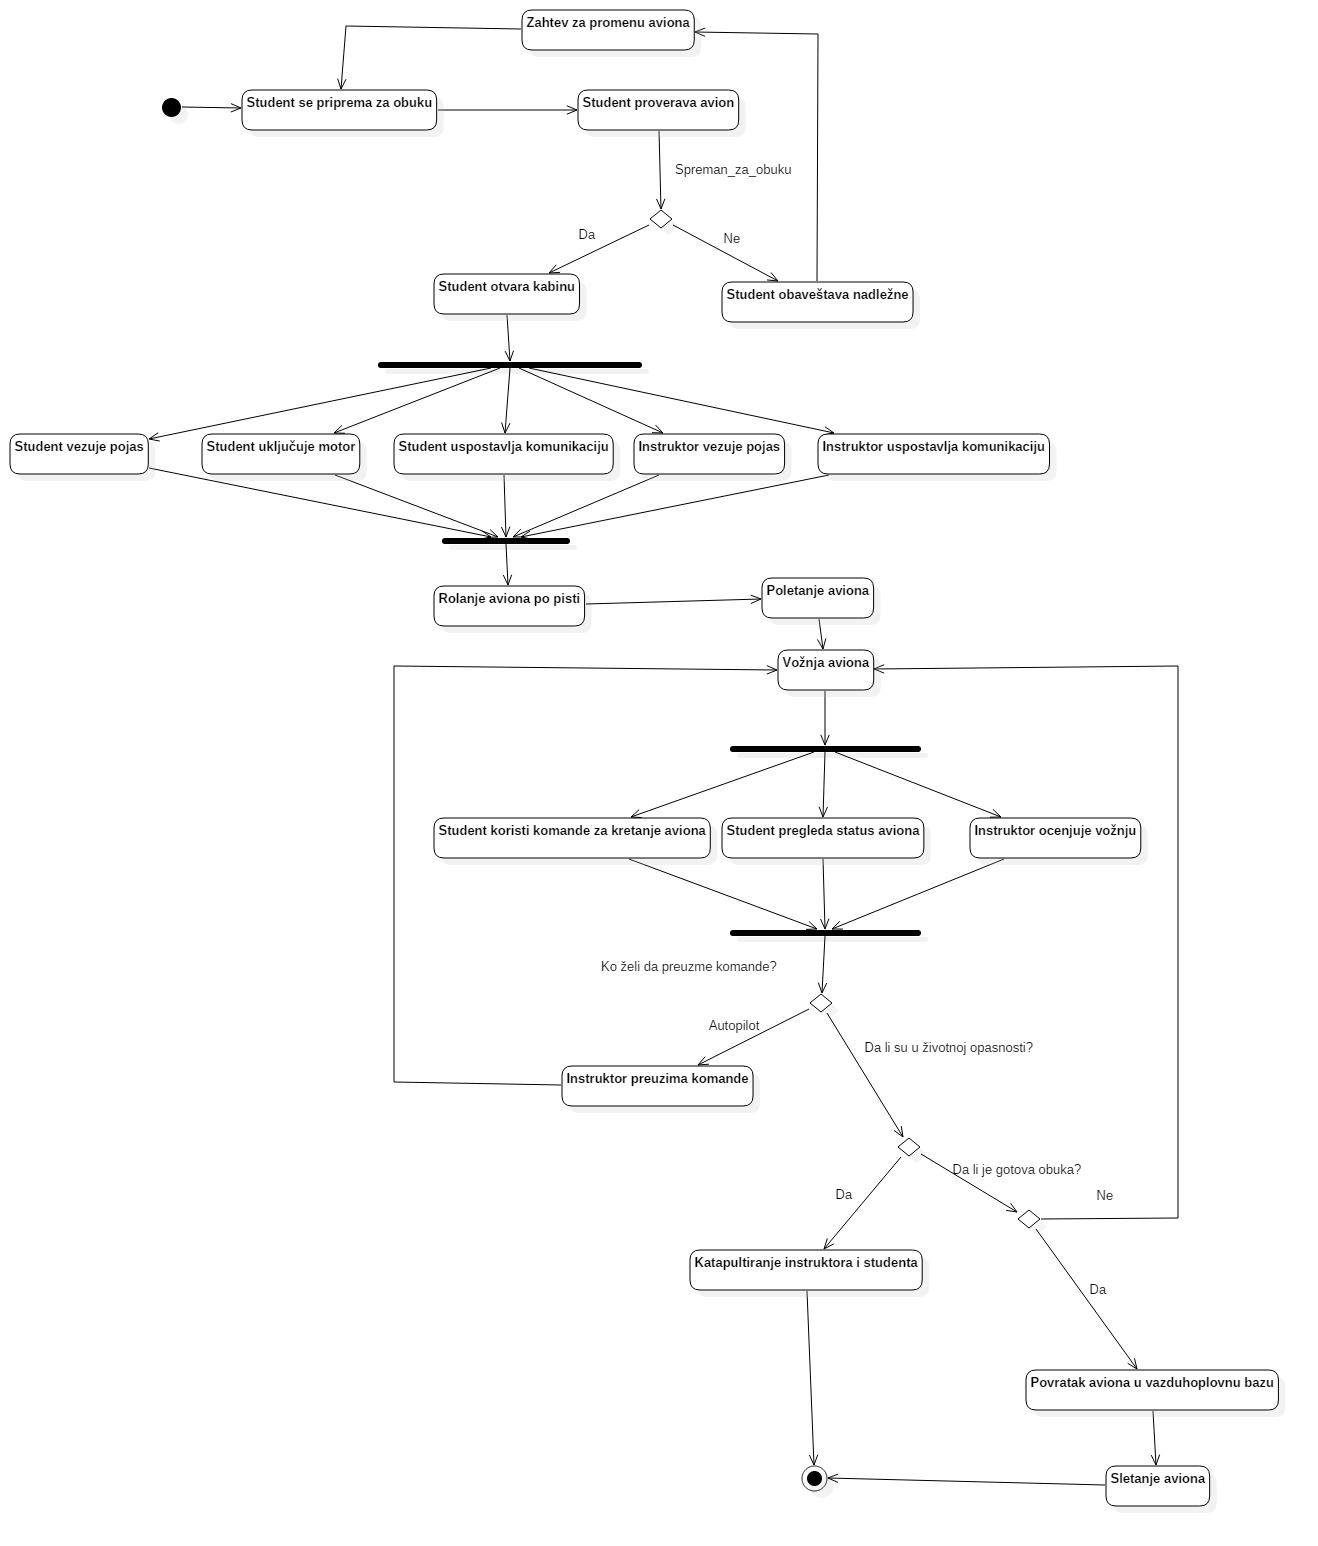 Zahtev za promenu aviona
Student se priprema za obuku
Student proverava avion
Spreman_za_obuku
Da
Ne
Student otvara kabinu
Student obaveštava nadležne
Student vezuje pojas
Student uključuje motor
Student uspostavlja komunikaciju
Instruktor vezuje pojas
Instruktor uspostavlja komunikaciju
Rolanje aviona po pisti
Poletanje aviona
Vožnja aviona
Student koristi komande za kretanje aviona
Student pregleda status aviona
Instruktor ocenjuje vožnju
Ko želi da preuzme komande?
Autopilot
Da li su u životnoj opasnosti?
Instruktor preuzima komande
Da li je gotova obuka?
Da
Ne
Katapultiranje instruktora i studenta
Da
Povratak aviona u vazduhoplovnu bazu
Sletanje aviona